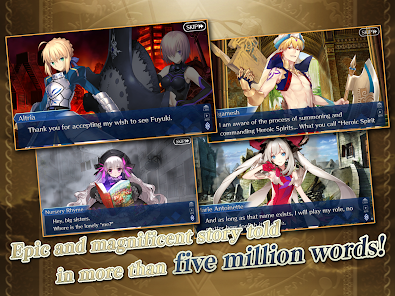 SKIP
Altria
Thank you for accepting my wish to see Fuyuki.
SKIP
lgamesh
am aware of the process of summoning and
commanding Heroic Spirits... What you call "Heroic Spirit
SKIP
Nursery Rhyme
Hey, big sisters.
Where is the lonely "me?"
SKIP
arie Antoinette
And as long as that name exists, I will play my role, no
Epic and magnificent story told
in more than five million words!